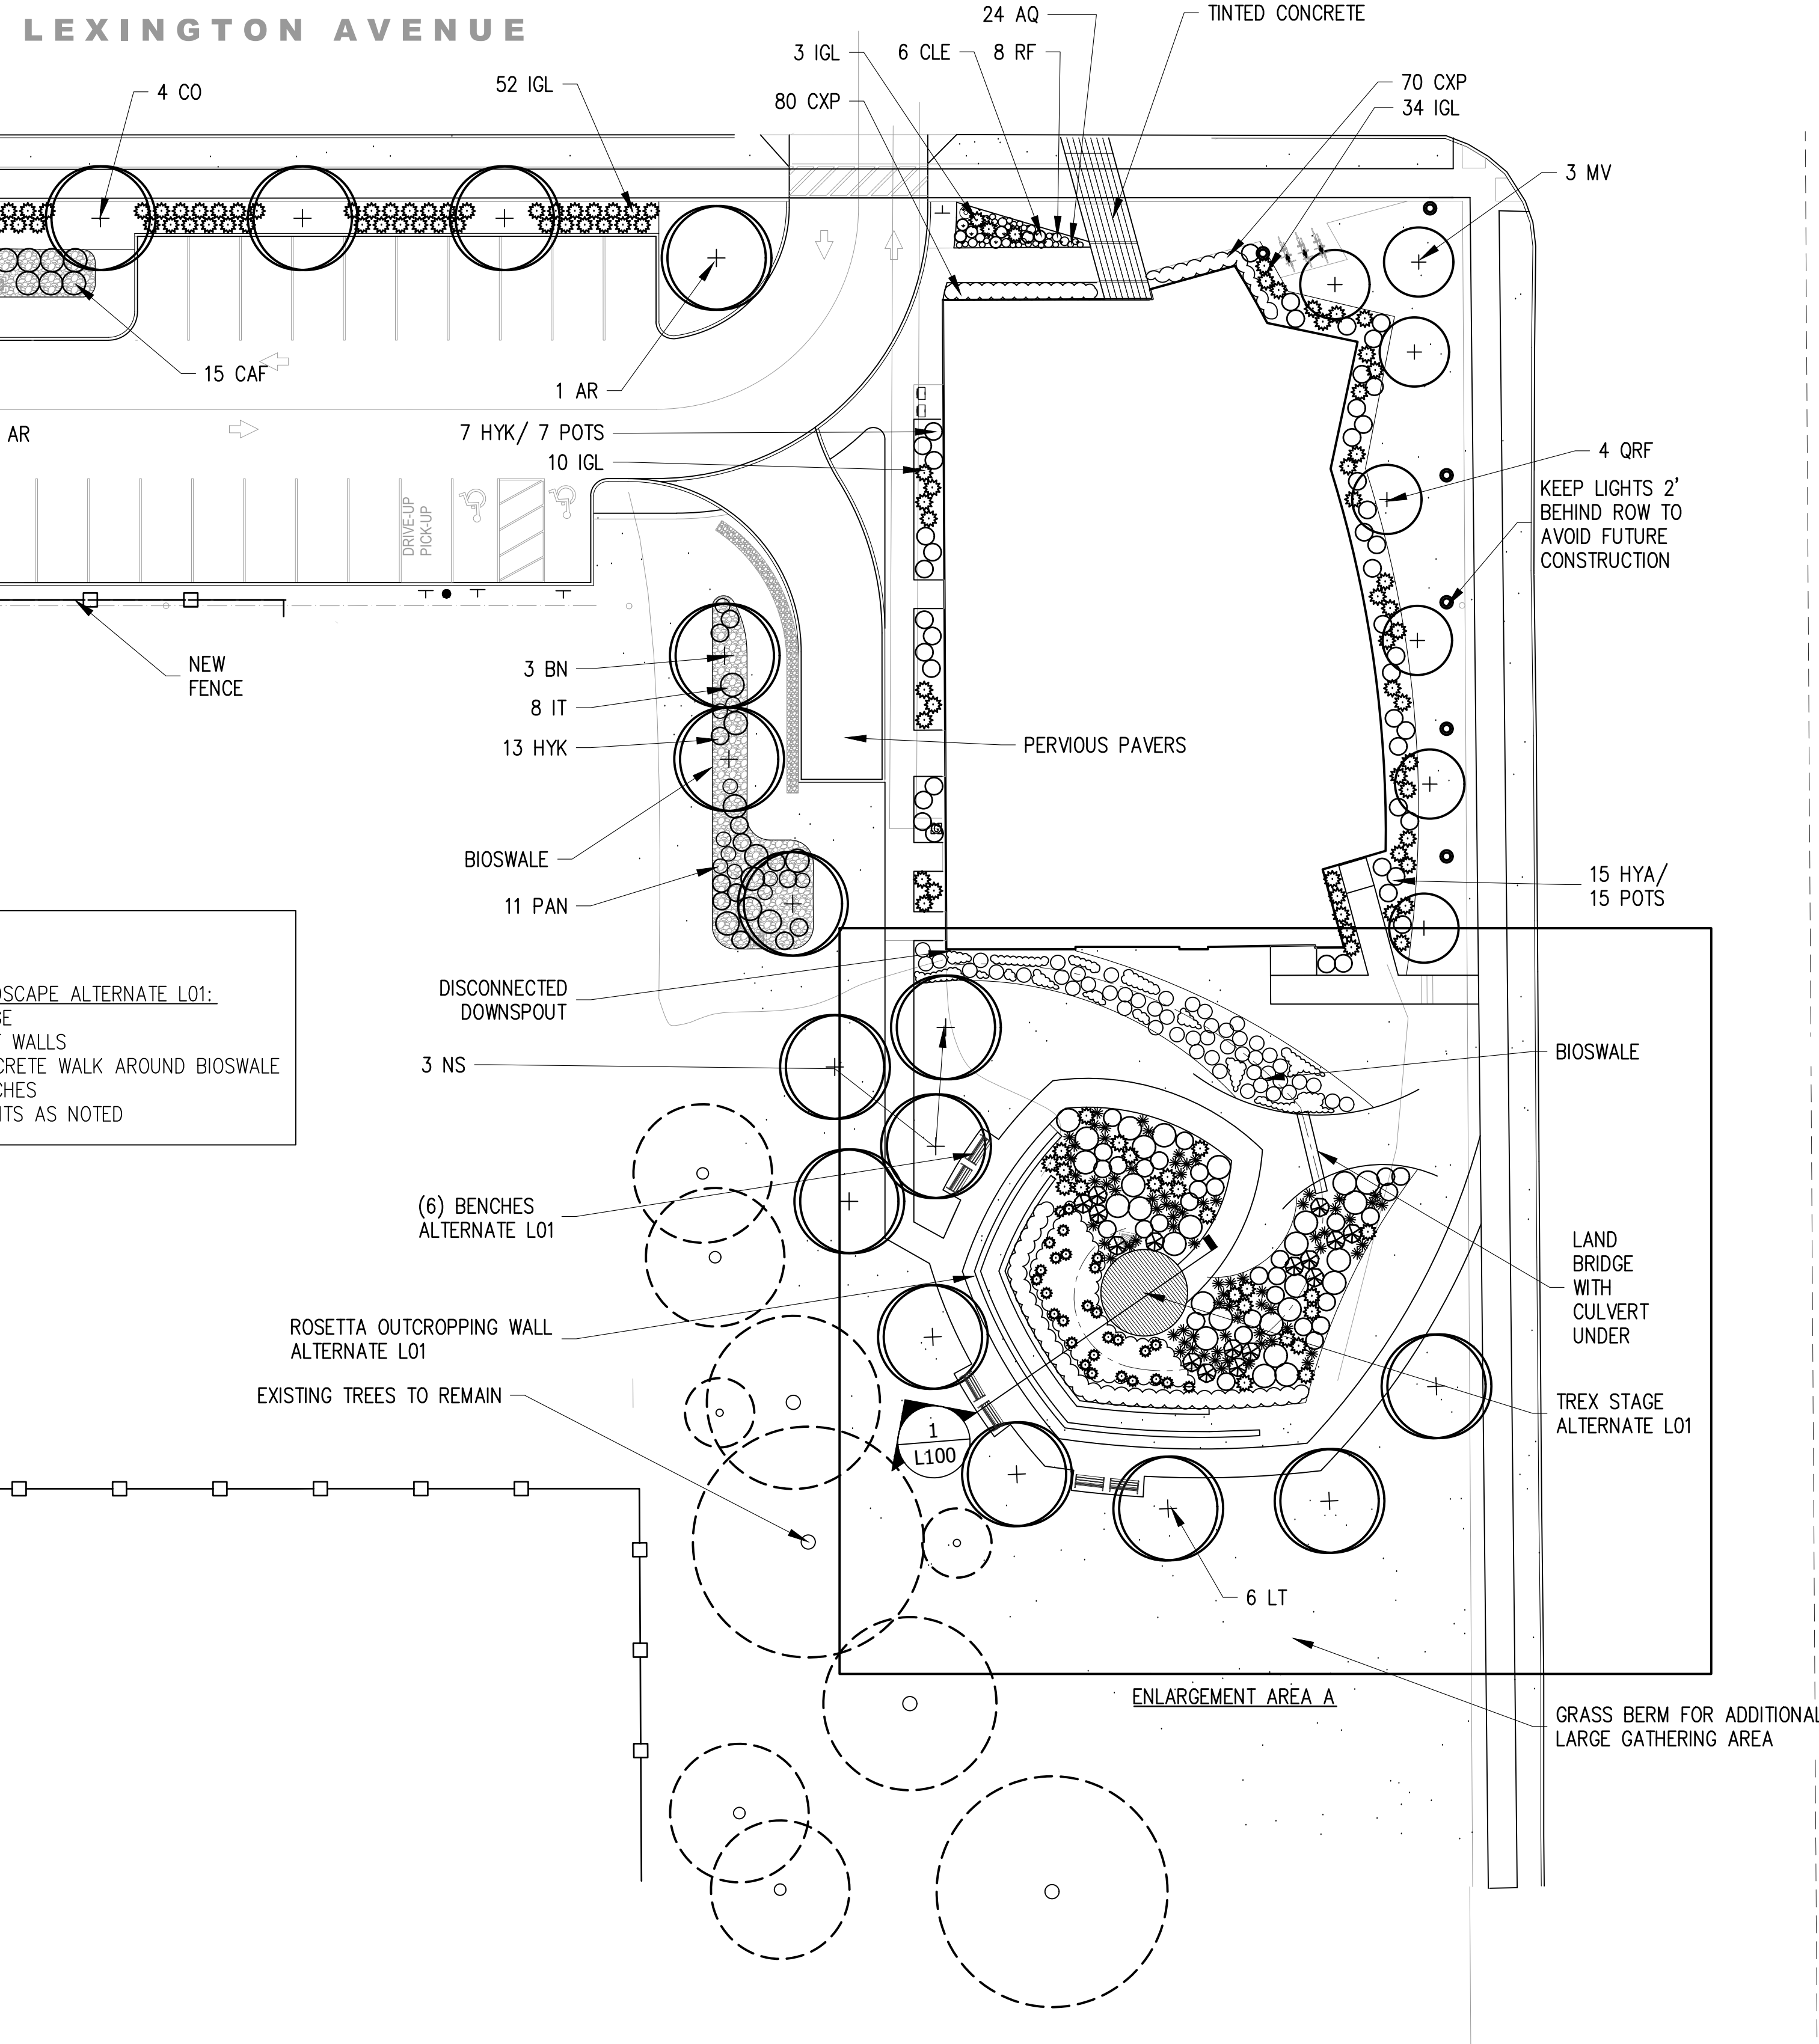 LEXINGTON AVENUE
24 AQ
TINTED CONCRETE
3 IGL
6 CLE
8 RF
4 CO
52 IGL
80 CXP
70 CXP
34 IGL
3 MV
15 CAF
1 AR
AR
7 HYK/ 7 POTS
10 IGL
4 QRF
KEEP LIGHTS 2'
BEHIND ROW TO
AVOID FUTURE
CONSTRUCTION
DRIVE-UP
PICK-UP
NEW
FENCE
3 BN
8 IT
13 HYK
PERVIOUS PAVERS
BIOSWALE
11 PAN
15 HYA/
15 POTS
DISCONNECTED
DOWNSPOUT
DSCAPE ALTERNATE L01:
GE
T WALLS
CRETE WALK AROUND BIOSWALE
CHES
NTS AS NOTED
3 NS
BIOSWALE
(6) BENCHES
ALTERNATE L01
LAND
BRIDGE
WITH
CULVERT
UNDER
ROSETTA OUTCROPPING WALL
ALTERNATE L01
EXISTING TREES TO REMAIN
TREX STAGE
ALTERNATE L01
1
L100
6 LT
ENLARGEMENT AREA A
GRASS BERM FOR ADDITIONAL
LARGE GATHERING AREA